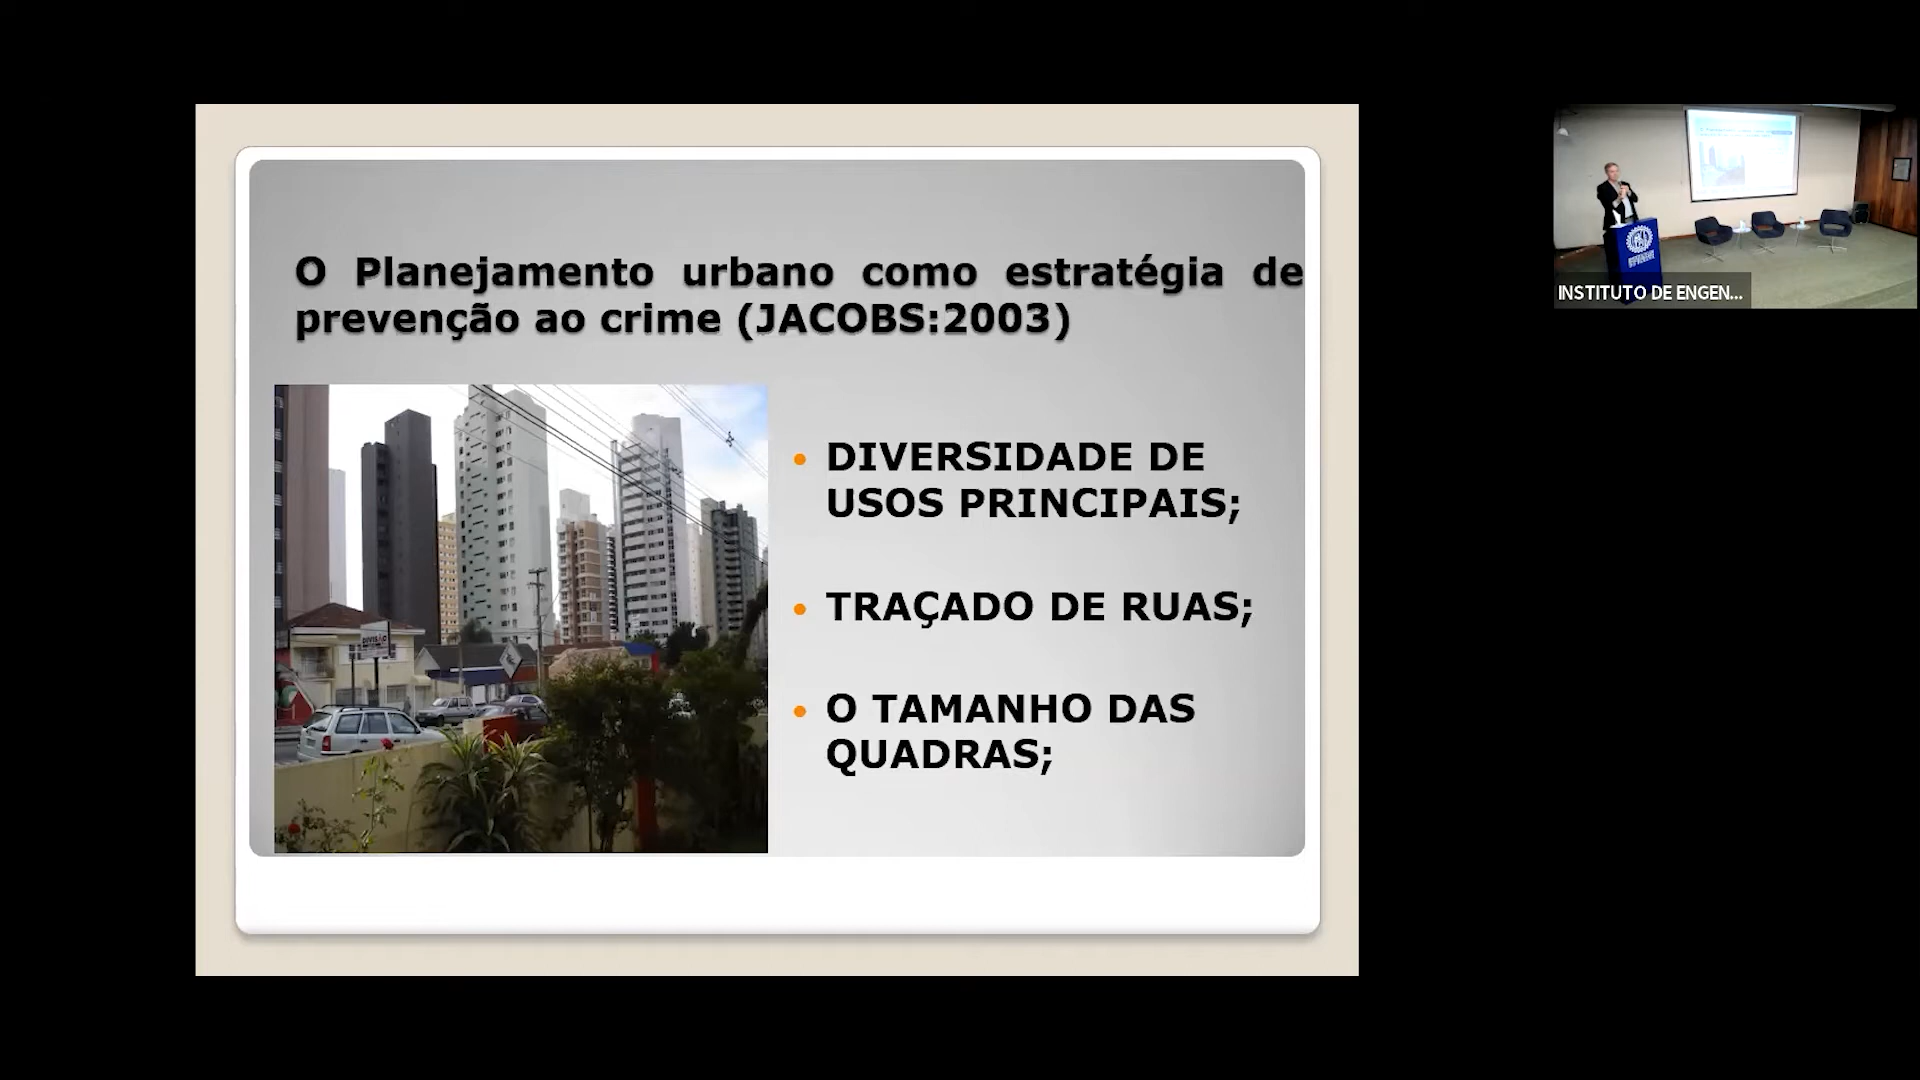 O Planejamento urbano como estratégia de
prevenção ao crime (JACOBS:2003)
DIVERSIDADE DE
USOS PRINCIPAIS;
TRAÇADO DE RUAS;
O TAMANHO DAS
QUADRAS;
DIVISÃO
INSTITUTO DE ENGEN...